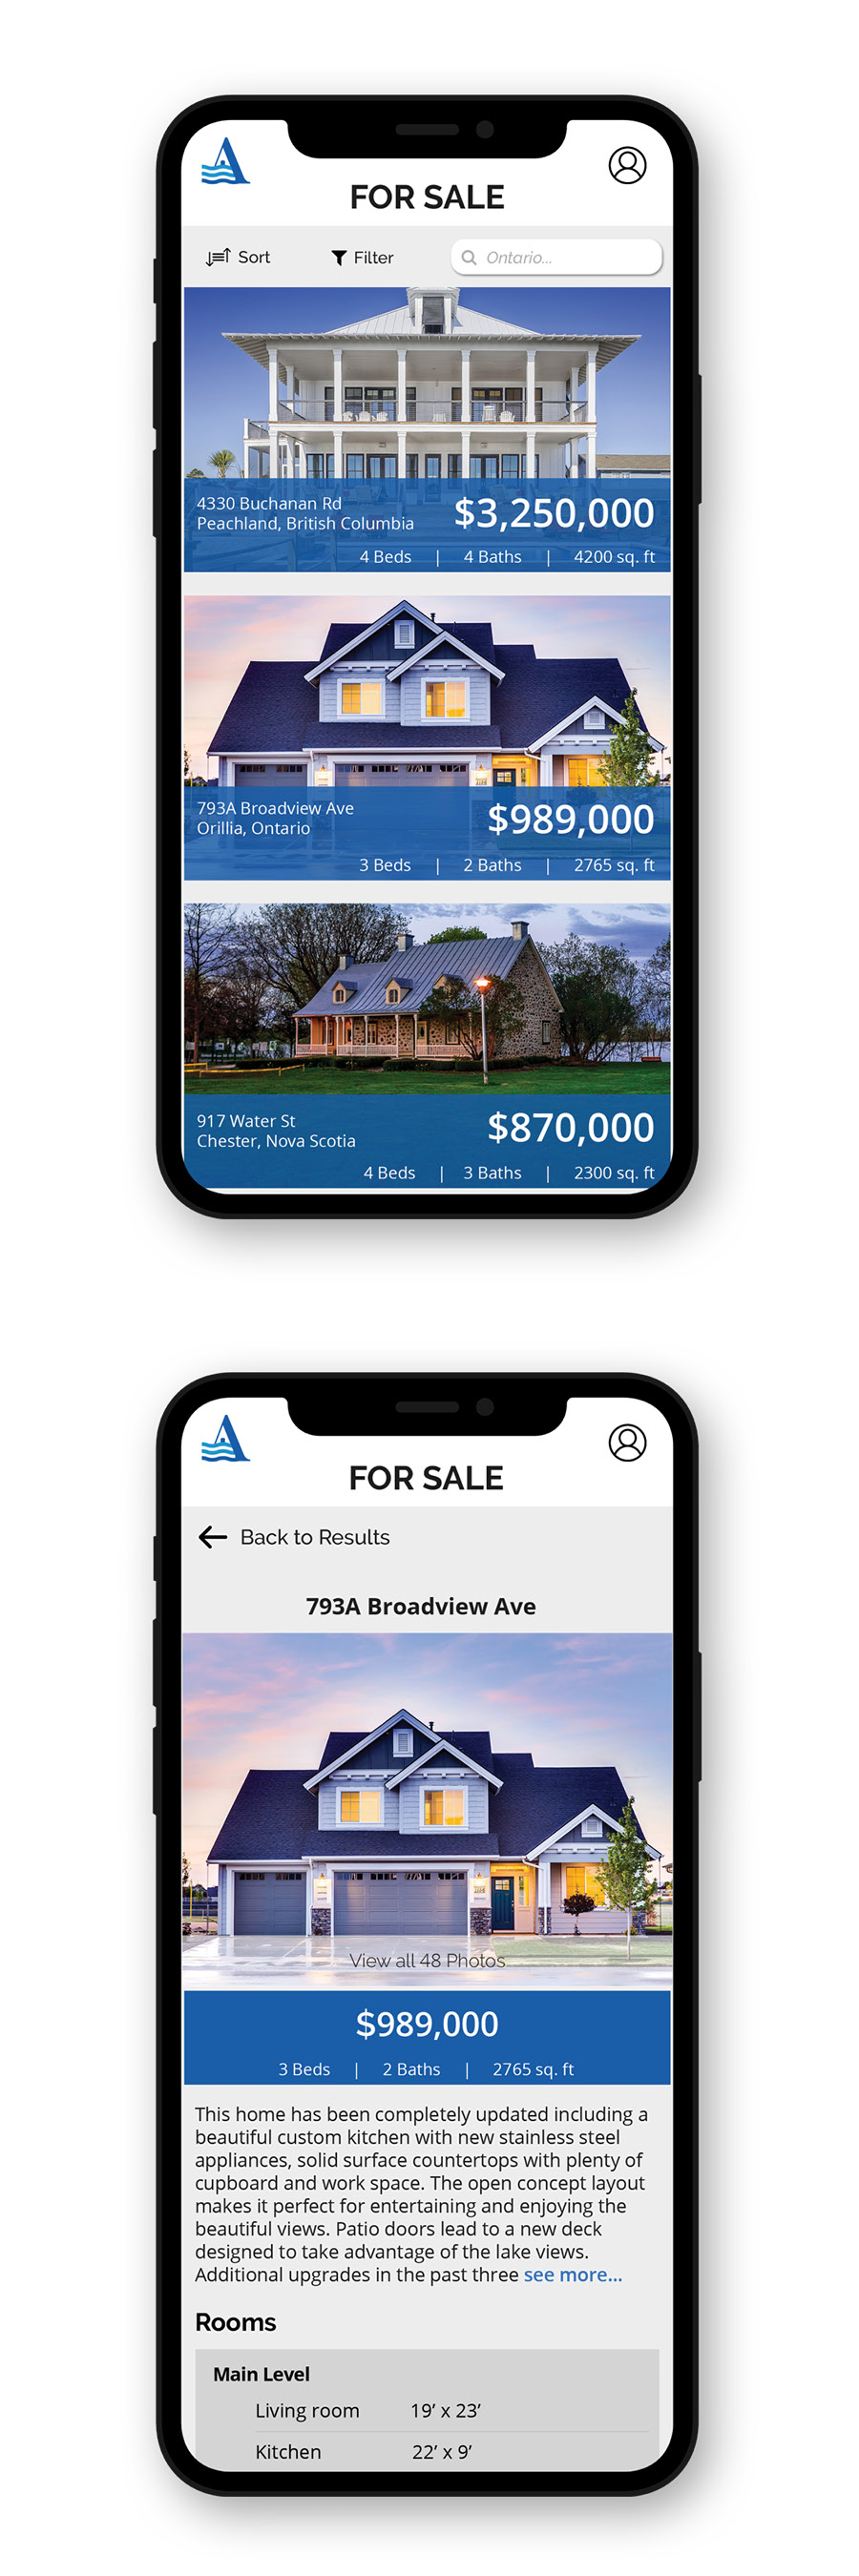 FOR SALE
Sort
Filter
Ontario...
4330 Buchanan Rd
Peachland, British Columbia
$3,250,000
4 Beds | 4 Baths | 4200 sq. ft
793A Broadview Ave
Orillia, Ontario
$989,000
3 Beds | 2 Baths | 2765 sq. ft
917 Water St
Chester, Nova Scotia
$870,000
4 Beds | 3 Baths | 2300 sq. ft
FOR SALE
Back to Results
793A Broadview Ave
View all 48 Photos
$989,000
3 Beds | 2 Baths | 2765 sq. ft
This home has been completely updated including a
beautiful custom kitchen with new stainless steel
appliances, solid surface countertops with plenty of
cupboard and work space. The open concept layout
makes it perfect for entertaining and enjoying the
beautiful views. Patio doors lead to a new deck
designed to take advantage of the lake views.
Additional upgrades in the past three see more...
Rooms
Main Level
Living room 19’ x 23’
Kitchen 22’ x 9’